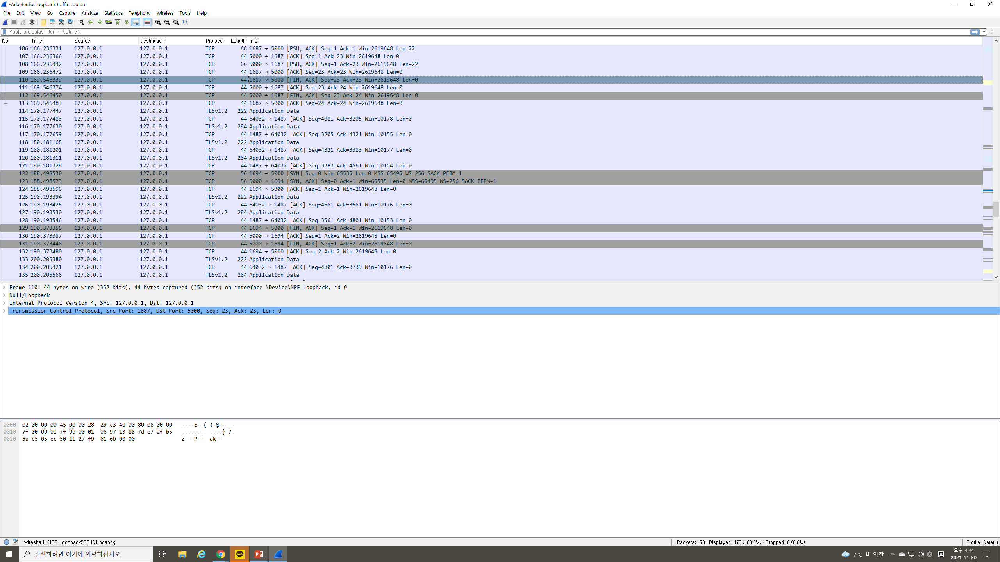 *Adapter for loopback traffic capture
File Edit View Go Capture Analyze Statistics Telephony Wireless Tools Help
Apply a display filter ··· <Ctrl-/>
No. Time Source Destination Protocol Length Info
106 166.236331 127.0.0.1 127.0.0.1 TCP 66 1687 → 5000 [PSH, ACK] Seq=1 Ack=1 Win=2619648 Len=22
107 166.236366 127.0.0.1 127.0.0.1 TCP 44 5000 → 1687 [ACK] Seq=1 Ack=23 Win=2619648 Len=0
108 166.236442 127.0.0.1 127.0.0.1 TCP 66 5000 → 1687 [PSH, ACK] Seq=1 Ack=23 Win=2619648 Len=22
109 166.236472 127.0.0.1 127.0.0.1 TCP 44 1687 → 5000 [ACK] Seq=23 Ack=23 Win=2619648 Len=0
110 169.546339 127.0.0.1 127.0.0.1 TCP 44 1687 → 5000 [FIN, ACK] Seq=23 Ack=23 Win=2619648 Len=0
111 169.546374 127.0.0.1 127.0.0.1 TCP 44 5000 → 1687 [ACK] Seq=23 Ack=24 Win=2619648 Len=0
112 169.546450 127.0.0.1 127.0.0.1 TCP 44 5000 → 1687 [FIN, ACK] Seq=23 Ack=24 Win=2619648 Len=0
113 169.546483 127.0.0.1 127.0.0.1 TCP 44 1687 → 5000 [ACK] Seq=24 Ack=24 Win=2619648 Len=0
114 170.177447 127.0.0.1 127.0.0.1 TLSv1.2 222 Application Data
115 170.177483 127.0.0.1 127.0.0.1 TCP 44 64032 → 1487 [ACK] Seq=4081 Ack=3205 Win=10178 Len=0
116 170.177630 127.0.0.1 127.0.0.1 TLSv1.2 284 Application Data
117 170.177659 127.0.0.1 127.0.0.1 TCP 44 1487 → 64032 [ACK] Seq=3205 Ack=4321 Win=10155 Len=0
118 180.181168 127.0.0.1 127.0.0.1 TLSv1.2 222 Application Data
119 180.181201 127.0.0.1 127.0.0.1 TCP 44 64032 → 1487 [ACK] Seq=4321 Ack=3383 Win=10177 Len=0
120 180.181311 127.0.0.1 127.0.0.1 TLSv1.2 284 Application Data
121 180.181328 127.0.0.1 127.0.0.1 TCP 44 1487 → 64032 [ACK] Seq=3383 Ack=4561 Win=10154 Len=0
122 188.498530 127.0.0.1 127.0.0.1 TCP 56 1694 → 5000 [SYN] Seq=0 Win=65535 Len=0 MSS=65495 WS=256 SACK_PERM=1
123 188.498573 127.0.0.1 127.0.0.1 TCP 56 5000 → 1694 [SYN, ACK] Seq=0 Ack=1 Win=65535 Len=0 MSS=65495 WS=256 SACK_PERM=1
124 188.498596 127.0.0.1 127.0.0.1 TCP 44 1694 → 5000 [ACK] Seq=1 Ack=1 Win=2619648 Len=0
125 190.193394 127.0.0.1 127.0.0.1 TLSv1.2 222 Application Data
126 190.193425 127.0.0.1 127.0.0.1 TCP 44 64032 → 1487 [ACK] Seq=4561 Ack=3561 Win=10176 Len=0
127 190.193530 127.0.0.1 127.0.0.1 TLSv1.2 284 Application Data
128 190.193546 127.0.0.1 127.0.0.1 TCP 44 1487 → 64032 [ACK] Seq=3561 Ack=4801 Win=10153 Len=0
129 190.373356 127.0.0.1 127.0.0.1 TCP 44 1694 → 5000 [FIN, ACK] Seq=1 Ack=1 Win=2619648 Len=0
130 190.373387 127.0.0.1 127.0.0.1 TCP 44 5000 → 1694 [ACK] Seq=1 Ack=2 Win=2619648 Len=0
131 190.373448 127.0.0.1 127.0.0.1 TCP 44 5000 → 1694 [FIN, ACK] Seq=1 Ack=2 Win=2619648 Len=0
132 190.373480 127.0.0.1 127.0.0.1 TCP 44 1694 → 5000 [ACK] Seq=2 Ack=2 Win=2619648 Len=0
133 200.205380 127.0.0.1 127.0.0.1 TLSv1.2 222 Application Data
134 200.205421 127.0.0.1 127.0.0.1 TCP 44 64032 → 1487 [ACK] Seq=4801 Ack=3739 Win=10176 Len=0
135 200.205566 127.0.0.1 127.0.0.1 TLSv1.2 284 Application Data
Frame 110: 44 bytes on wire (352 bits), 44 bytes captured (352 bits) on interface \Device\NPF_Loopback, id 0
Null/Loopback
Internet Protocol Version 4, Src: 127.0.0.1, Dst: 127.0.0.1
Transmission Control Protocol, Src Port: 1687, Dst Port: 5000, Seq: 23, Ack: 23, Len: 0
0000 02 00 00 00 45 00 00 28 29 c3 40 00 80 06 00 00 ····E··( )·@·····
0010 7f 00 00 01 7f 00 00 01 06 97 13 88 7d e7 2f b5 ········ ····}·/·
0020 5a c5 05 ec 50 11 27 f9 61 6b 00 00 Z···P·'· ak··
wireshark_NPF_Loopback5SOJD1.pcapng
Packets: 173 · Displayed: 173 (100.0%) · Dropped: 0 (0.0%)
Profile: Default
검색하려면 여기에 입력하십시오.
TALK
7°C 비 약간
오후 4:44
2021-11-30